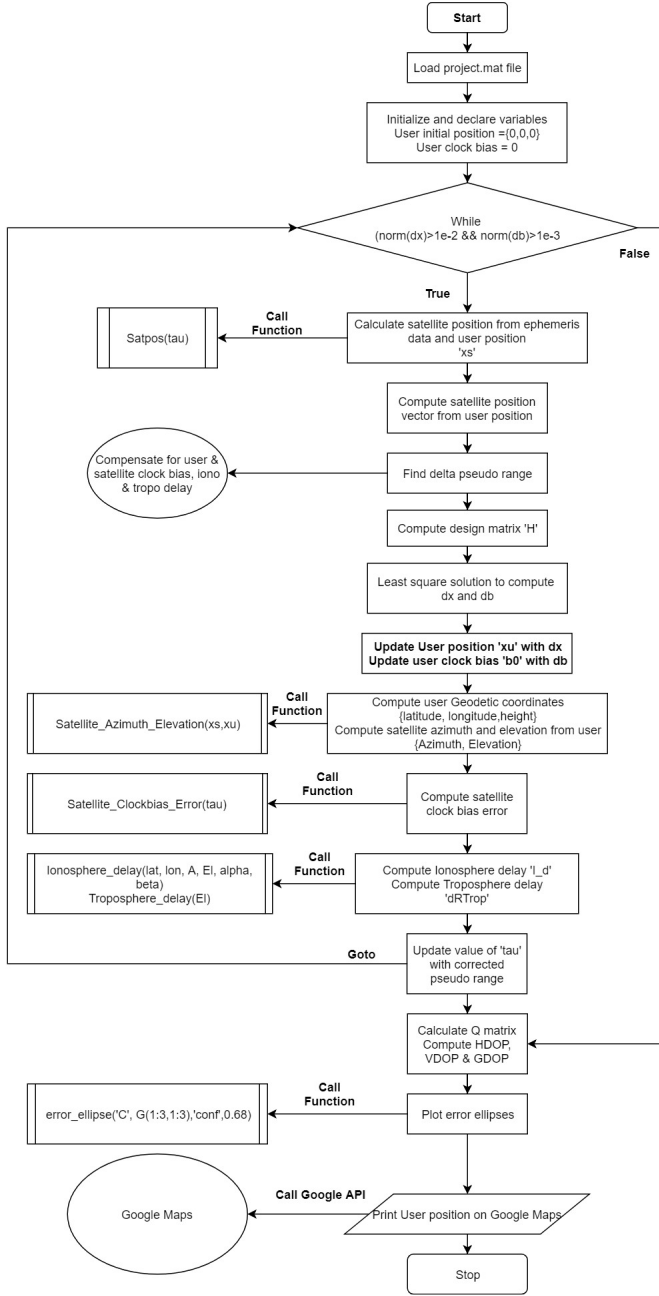 Start
Load project.mat file
Initialize and declare variables
User initial position ={0,0,0}
User clock bias = 0
While
(norm(dx)>1e-2 && norm(db)>1e-3
False
True
Call
Function
Satpos(tau)
Calculate satellite position from ephemeris
data and user position
'xs'
Compute satellite position
vector from user position
Compensate for user &
satellite clock bias, iono
& tropo delay
Find delta pseudo range
Compute design matrix 'H'
Least square solution to compute
dx and db
Update User position 'xu' with dx
Update user clock bias 'b0' with db
Call
Function
Satellite_Azimuth_Elevation(xs,xu)
Compute user Geodetic coordinates
{latitude, longitude,height}
Compute satellite azimuth and elevation from user
{Azimuth, Elevation}
Call
Function
Satellite_Clockbias_Error(tau)
Compute satellite
clock bias error
Call
Function
Ionosphere_delay(lat, lon, A, El, alpha,
beta)
Troposphere_delay(El)
Compute Ionosphere delay 'I_d'
Compute Troposphere delay
'dRTrop'
Goto
Update value of 'tau'
with corrected
pseudo range
Calculate Q matrix
Compute HDOP,
VDOP & GDOP
Call
Function
error_ellipse('C', G(1:3,1:3),'conf',0.68)
Plot error ellipses
Call Google API
Google Maps
Print User position on Google Maps
Stop